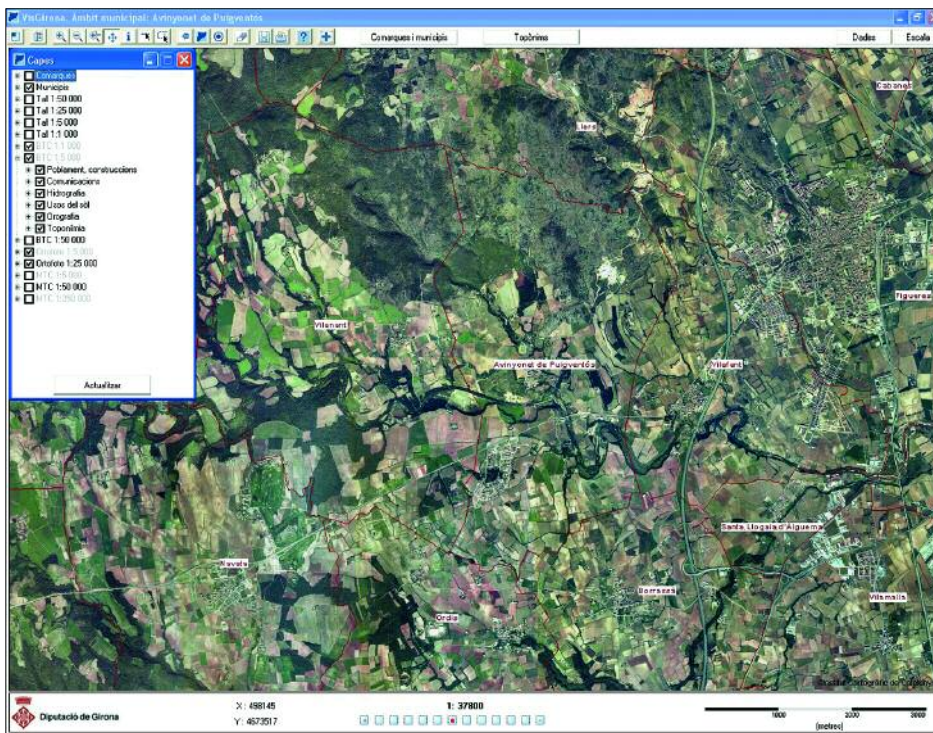 VisGirona. Àmbit municipal: Avinyonet de Puigventós
Comarques i municipis
Topònims
Dades
Escala
Capes
Comarques
Municipis
Tall 1:50 000
Tall 1:25 000
Tall 1:5 000
Tall 1:1 000
BTC 1:1 000
BTC 1:5 000
Poblament, construccions
Comunicacions
Hidrografia
Usos del sòl
Orografia
Toponímia
BTC 1:50 000
Ortofoto 1:5 000
Ortofoto 1:25 000
MTC 1:5 000
MTC 1:50 000
MTC 1:250 000
Actualitzar
Cabanes
Llers
Figueres
Vilanant
Avinyonet de Puigventós
Vilafant
Santa Llogaia d'Àlguema
Navata
Borrassà
Vilamalla
Ordis
Institut Cartogràfic de Catalunya
Diputació de Girona
X: 498145
Y: 4673517
1: 37800
1000
2000
3000
(metres)